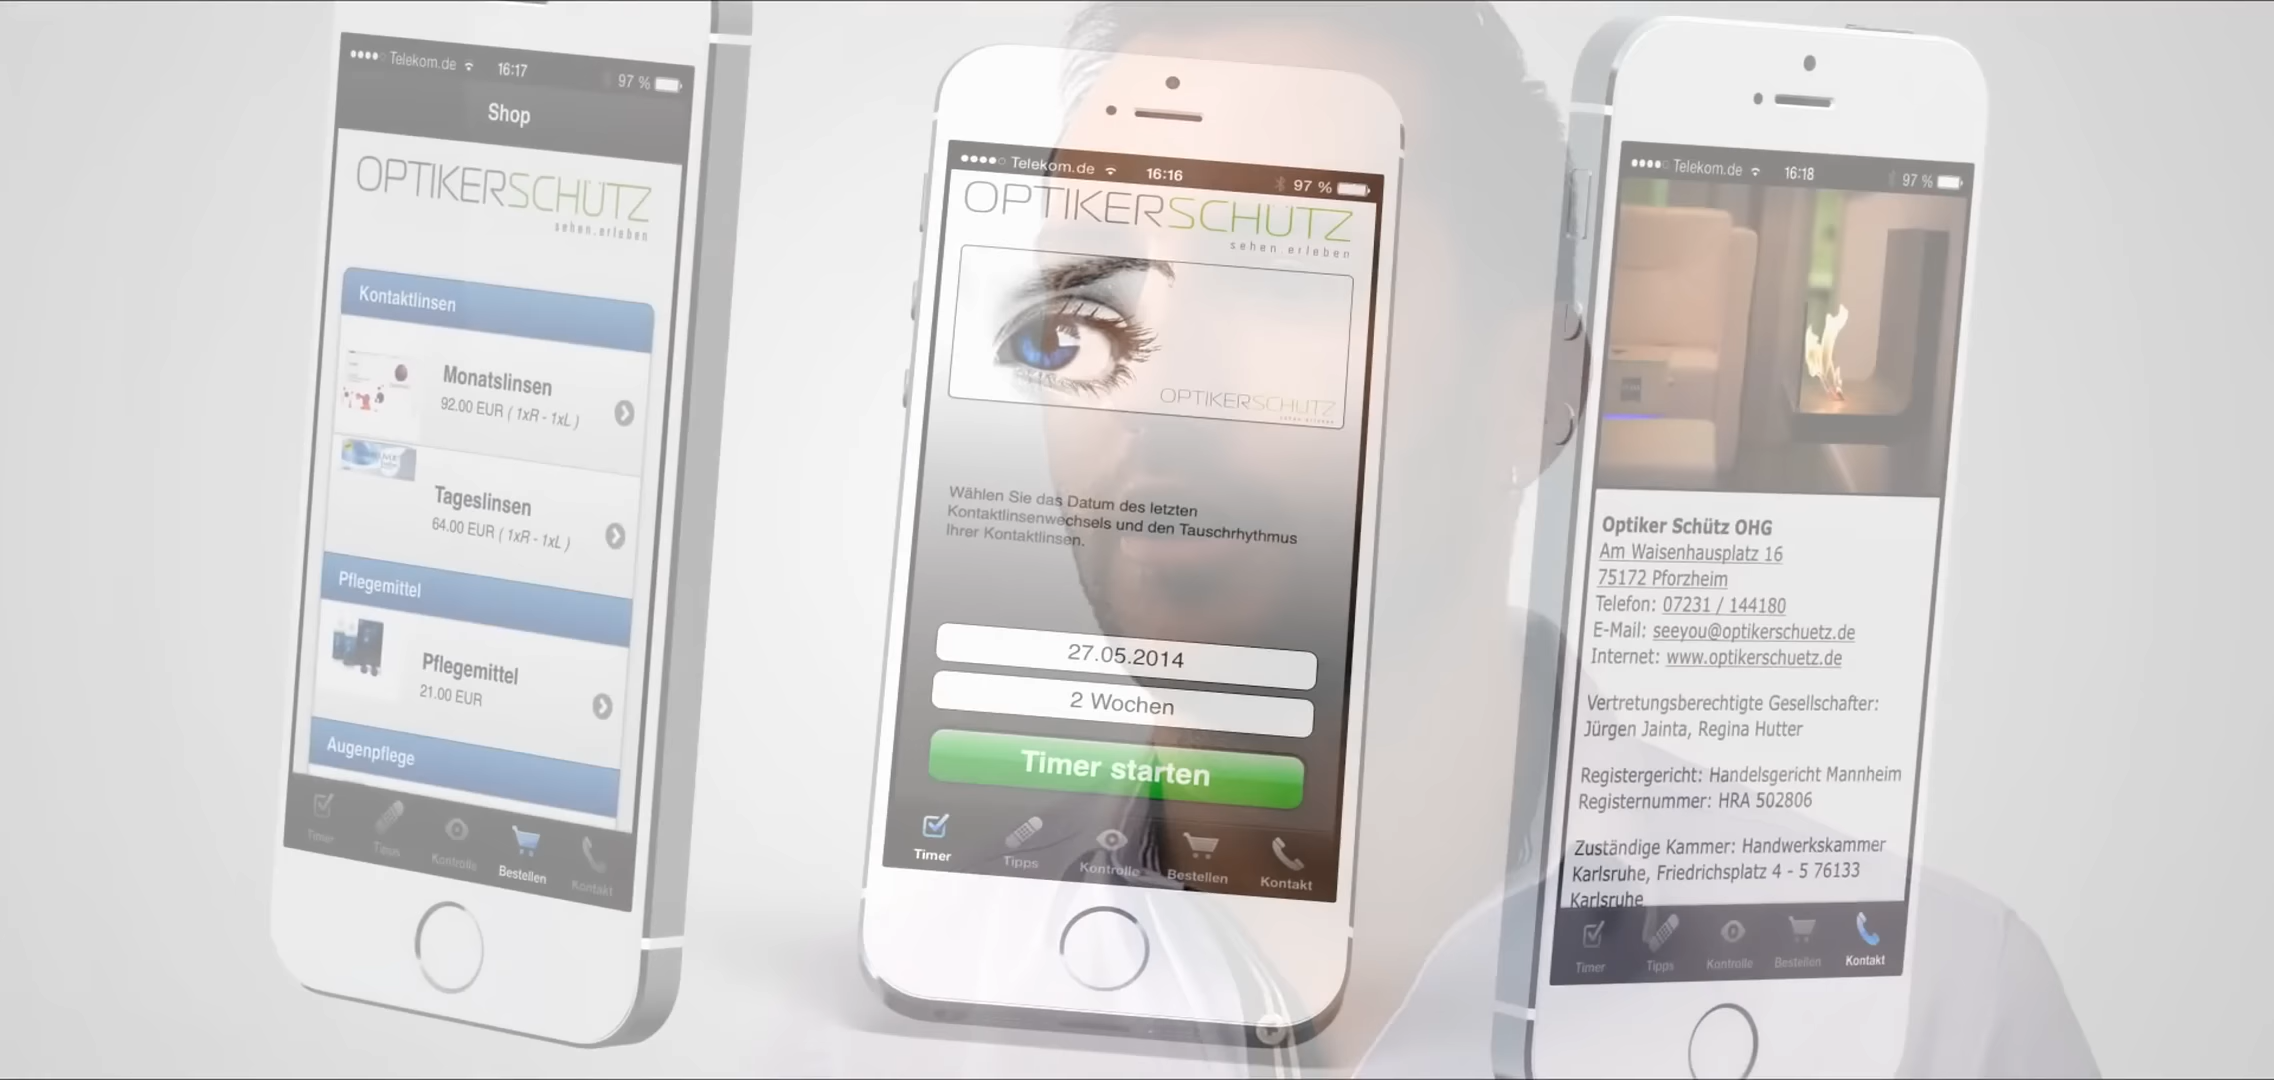 Telekom.de 16:17 97 %
Shop
OPTIKERSCHÜTZ
sehen.erleben
Kontaktlinsen
Monatslinsen
92.00 EUR ( 1xR - 1xL )
Tageslinsen
64.00 EUR ( 1xR - 1xL )
Pflegemittel
Pflegemittel
21.00 EUR
Augenpflege
Timer Tipps Kontrolle Bestellen Kontakt
Telekom.de 16:16 97 %
OPTIKERSCHÜTZ
sehen.erleben
OPTIKERSCHÜTZ
sehen.erleben
Wählen Sie das Datum des letzten
Kontaktlinsenwechsels und den Tauschrhythmus
Ihrer Kontaktlinsen.
27.05.2014
2 Wochen
Timer starten
Timer Tipps Kontrolle Bestellen Kontakt
Telekom.de 16:18 97 %
Optiker Schütz OHG
Am Waisenhausplatz 16
75172 Pforzheim
Telefon: 07231 / 144180
E-Mail: seeyou@optikerschuetz.de
Internet: www.optikerschuetz.de
Vertretungsberechtigte Gesellschafter:
Jürgen Jainta, Regina Hutter
Registergericht: Handelsgericht Mannheim
Registernummer: HRA 502806
Zuständige Kammer: Handwerkskammer
Karlsruhe, Friedrichsplatz 4 - 5 76133
Karlsruhe
Timer Tipps Kontrolle Bestellen Kontakt